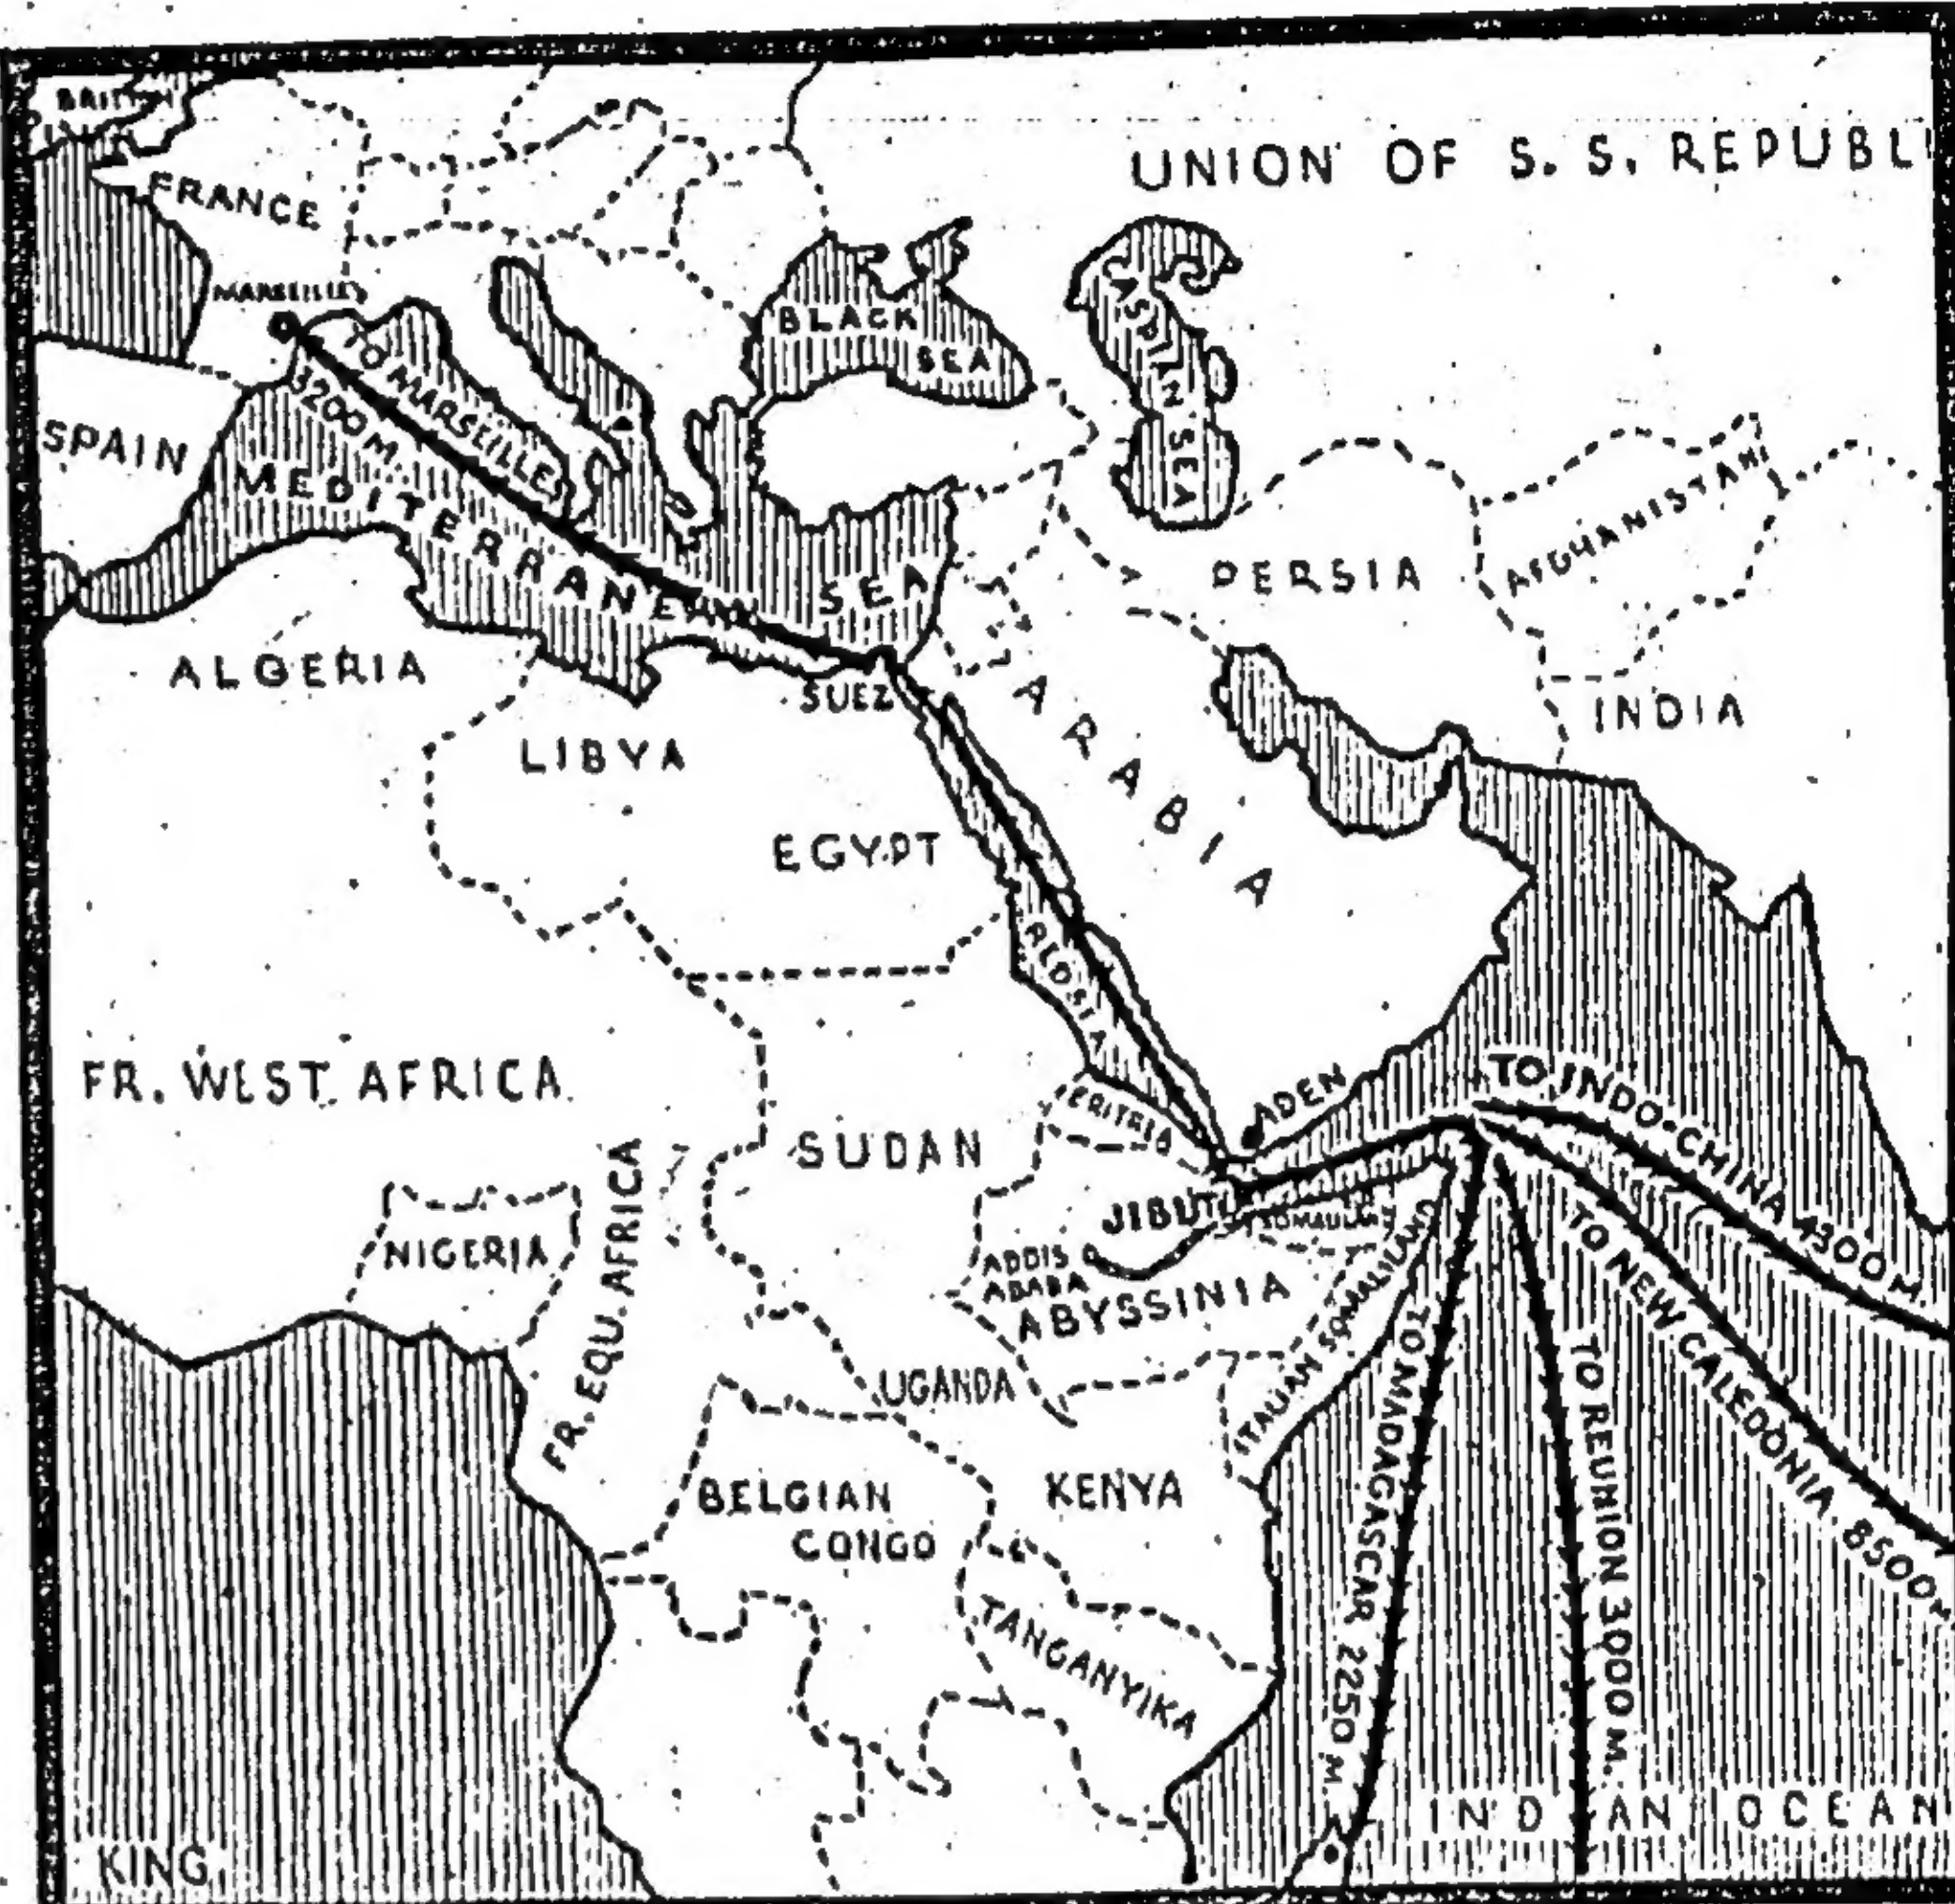 BRITISH
UNION OF S. S. REPUBL
FRANCE
MARSEILLES
BLACK
SEA
CASPIAN SEA
TO MARSEILLES
3200 M.
SPAIN
MEDITERRANEAN SEA
AFGHANISTAN
PERSIA
ALGERIA
SUEZ
ARABIA
INDIA
LIBYA
EGYPT
RED SEA
FR. WEST AFRICA
ADEN
ERITREA
SUDAN
TO INDO-CHINA 4300 M.
JIBUTI
SOMALILAND
NIGERIA
FR. EQU. AFRICA
ADDIS
ABABA
ABYSSINIA
ITALIAN SOMALILAND
TO NEW CALEDONIA 8500 M
TO MADAGASCAR 2250 M.
TO REUNION 3000 M.
UGANDA
BELGIAN
CONGO
KENYA
TANGANYIKA
INDIAN OCEAN
KING